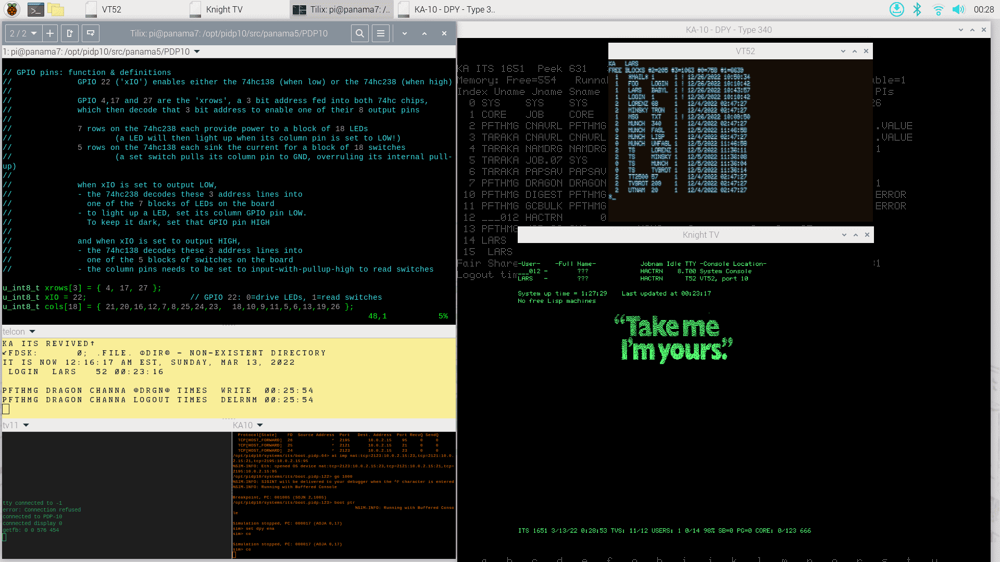 VT52
Knight TV
Tilix: pi@panama7: /..
KA-10 - DPY - Type 3..
00:28
2 / 2
Tilix: pi@panama7: /opt/pidp10/src/panama5/PDP10
1: pi@panama7: /opt/pidp10/src/panama5/PDP10
// GPIO pins: function & definitions
// GPIO 22 ('xIO') enables either the 74hc138 (when low) or the 74hc238 (when high)
//
// GPIO 4,17 and 27 are the 'xrows', a 3 bit address fed into both 74hc chips,
// which then decode that 3 bit address to enable one of their 8 output pins
//
// 7 rows on the 74hc238 each provide power to a block of 18 LEDs
// (a LED will then light up when its column pin is set to LOW!)
// 5 rows on the 74hc138 each sink the current for a block of 18 switches
// (a set switch pulls its column pin to GND, overruling its internal pull-
up)
//
// when xIO is set to output LOW,
// - the 74hc238 decodes these 3 address lines into
// one of the 7 blocks of LEDs on the board
// - to light up a LED, set its column GPIO pin LOW.
// To keep it dark, set that GPIO pin HIGH
//
// and when xIO is set to output HIGH,
// - the 74hc138 decodes these 3 address lines into
// one of the 5 blocks of switches on the board
// - the column pins needs to be set to input-with-pullup-high to read switches
u_int8_t xrows[3] = { 4, 17, 27 };
u_int8_t xIO = 22; // GPIO 22: 0=drive LEDs, 1=read switches
u_int8_t cols[18] = { 21,20,16,12,7,8,25,24,23, 18,10,9,11,5,6,13,19,26 };
48,1 5%
telcon
KA ITS REVIVED↑
↙FDSK: 0; .FILE. ⊙DIR⊙ - NON-EXISTENT DIRECTORY
IT IS NOW 12:16:17 AM EST, SUNDAY, MAR 13, 2022
LOGIN LARS 52 00:23:16
PFTHMG DRAGON CHANNA ⊕DRGN⊕ TIMES WRITE 00:25:54
PFTHMG DRAGON CHANNA LOGOUT TIMES DELRNM 00:25:54
tv11
tty connected to -1
error: Connection refused
connected to PDP-10
connected display 0
getfb: 0 0 576 454
KA10
Protocol[State] FD Source Address Port Dest. Address Port RecvQ SendQ
TCP[HOST_FORWARD] 26 * 2195 10.0.2.15 95 0 0
TCP[HOST_FORWARD] 25 * 2121 10.0.2.15 21 0 0
TCP[HOST_FORWARD] 24 * 2123 10.0.2.15 23 0 0
/opt/pidp10/systems/its/boot.pidp-64> at imp nat:tcp=2123:10.0.2.15:23,tcp=2121:10.0.
2.15:21,tcp=2195:10.0.2.15:95
%SIM-INFO: Eth: opened OS device nat:tcp=2123:10.0.2.15:23,tcp=2121:10.0.2.15:21,tcp=
2195:10.0.2.15:95
/opt/pidp10/systems/its/boot.pidp-122> go 1000
%SIM-INFO: SIGINT will be delivered to your debugger when the ^F character is entered
%SIM-INFO: Running with Buffered Console
Breakpoint, PC: 001005 (SOJN 2,1005)
/opt/pidp10/systems/its/boot.pidp-123> boot ptr
%SIM-INFO: Running with Buffered Conso
le
Simulation stopped, PC: 000017 (AOJA 0,17)
sim> set dpy ena
sim> co
Simulation stopped, PC: 000017 (AOJA 0,17)
sim> co
KA-10 - DPY - Type 340
KA ITS 1651 Peek 631
Memory: Free=554 Runna
Index Uname Jname Sname
0 SYS SYS SYS
1 CORE JOB CORE
2 PFTHMG CNAVRL PFTHMG .VALUE
3 TARAKA CNAVRL CNAVRL .VALUE
4 TARAKA NAMDRG NAMDRG
5 TARAKA JOB.07 SYS
6 TARAKA PAPSAV PAPSAV
7 PFTHMG DRAGON DRAGON
10 PFTHMG DIGEST PFTHMG ERROR
11 PFTHMG GCBULK PFTHMG ERROR
12 ___012 HACTRN 0
13 PFTHM
14 LARS
15 LARS
Fair Share
Logout tim
VT52
KA LARS
FREE BLOCKS #2=205 #3=1063 #0=758 #1=6639
1 *MAIL* 1 1 ! 12/26/2022 10:50:34
1 FOO LOGIN 1 ! 12/26/2022 10:10:42
1 LARS BABYL 1 ! 12/26/2022 10:43:57
1 LOGIN 1 1 ! 12/26/2022 10:10:42
2 LORENZ 68 1 12/4/2022 02:47:27
2 MINSKY TRON 1 12/4/2022 02:47:27
1 MSG TXT 1 ! 12/26/2022 10:09:50
2 MUNCH 340 1 12/4/2022 02:47:27
0 MUNCH FASL 1 12/5/2022 11:46:58
2 MUNCH LISP 1 12/4/2022 02:47:27
0 MUNCH UNFASL 1 12/5/2022 11:46:58
2 TS LORENZ 1 12/5/2022 11:36:11
2 TS MINSKY 1 12/5/2022 11:36:08
0 TS MUNCH 1 12/5/2022 11:36:04
0 TS TVBROT 1 12/5/2022 11:36:14
2 TT2500 57 1 12/4/2022 02:47:27
2 TVBROT 209 1 12/4/2022 02:47:27
2 UTNAM 20 1 12/4/2022 02:47:27
*_
Knight TV
-User- -Full Name- Jobnam Idle TTY -Console Location-
___012 - ??? HACTRN 8.T00 System Console
LARS - ??? HACTRN T52 VT52, port 10
System up time = 1:27:29 Last updated at 00:23:17
No free Lisp machines
“Take me
I'm yours.”
ITS 1651 3/13/22 0:28:53 TVS: 11/12 USERS: 1 0/14 98% SB=0 PG=0 CORE: 0/123 666